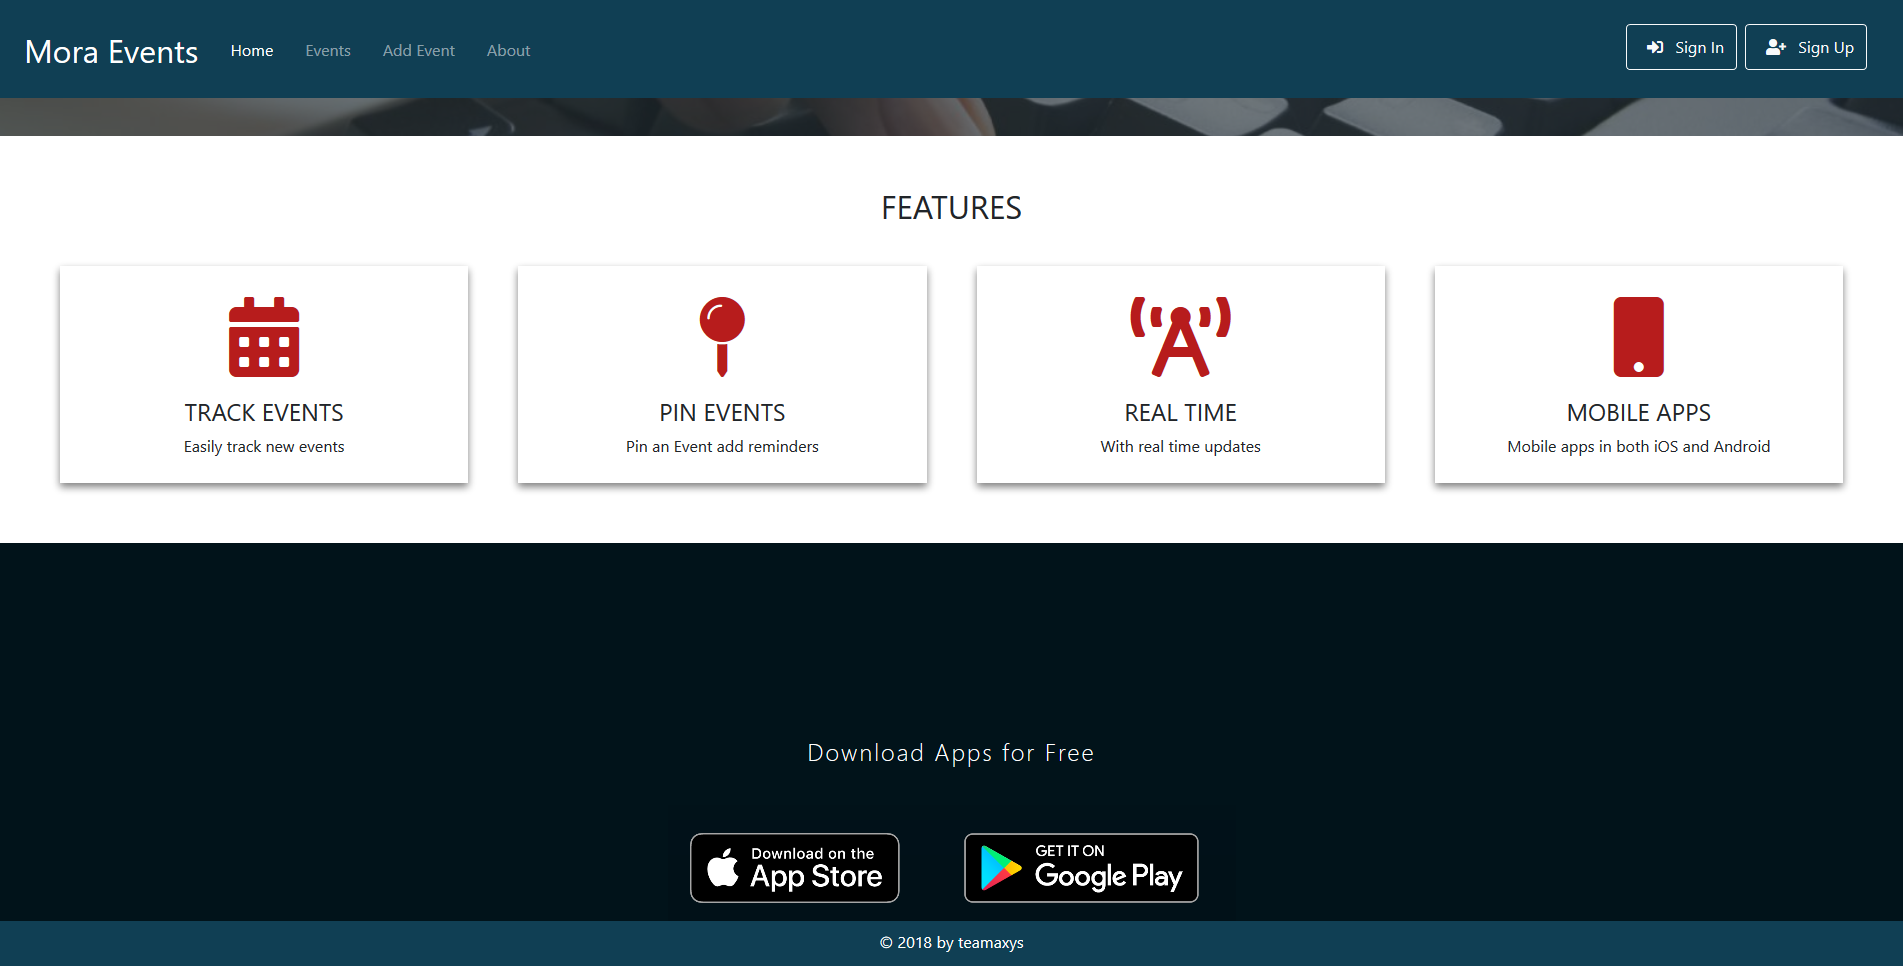 Mora Events Home Events Add Event About Sign In Sign Up
FEATURES
TRACK EVENTS
Easily track new events
PIN EVENTS
Pin an Event add reminders
REAL TIME
With real time updates
MOBILE APPS
Mobile apps in both iOS and Android
Download Apps for Free
Download on the
App Store
GET IT ON
Google Play
© 2018 by teamaxys